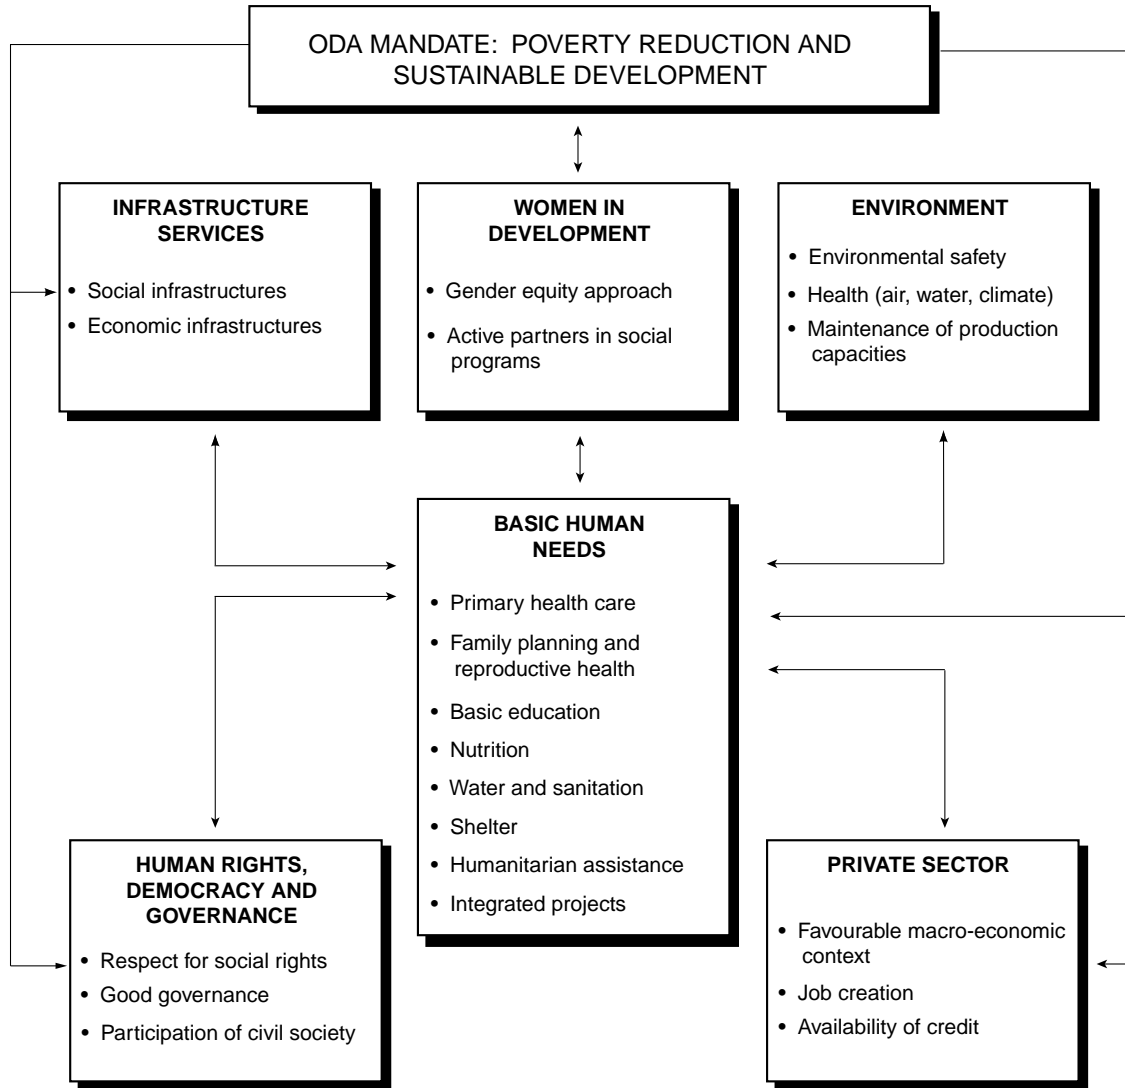 ODA MANDATE: POVERTY REDUCTION AND
SUSTAINABLE DEVELOPMENT
INFRASTRUCTURE
SERVICES
• Social infrastructures
• Economic infrastructures
WOMEN IN
DEVELOPMENT
• Gender equity approach
• Active partners in social
programs
ENVIRONMENT
• Environmental safety
• Health (air, water, climate)
• Maintenance of production
capacities
BASIC HUMAN
NEEDS
• Primary health care
• Family planning and
reproductive health
• Basic education
• Nutrition
• Water and sanitation
• Shelter
• Humanitarian assistance
• Integrated projects
HUMAN RIGHTS,
DEMOCRACY AND
GOVERNANCE
• Respect for social rights
• Good governance
• Participation of civil society
PRIVATE SECTOR
• Favourable macro-economic
context
• Job creation
• Availability of credit